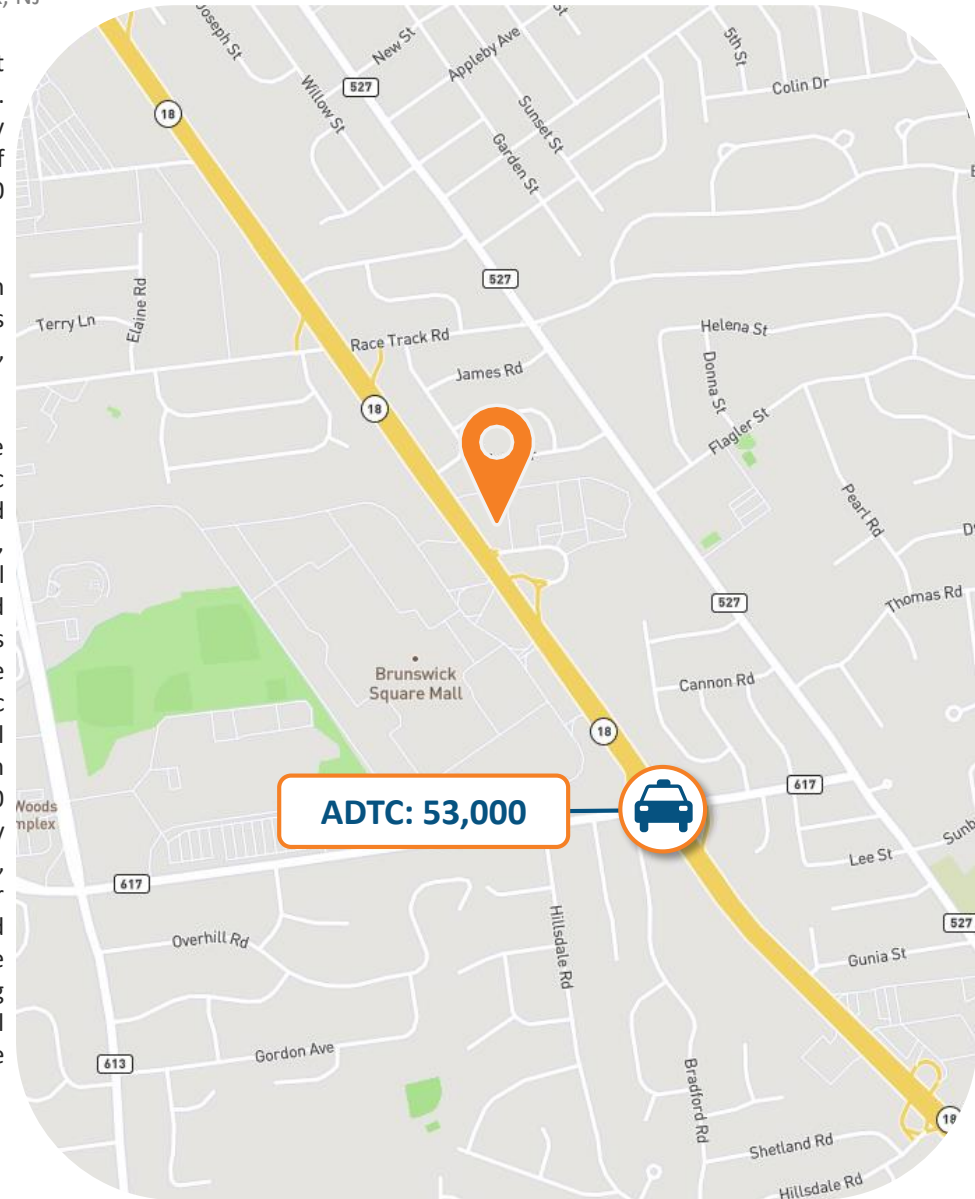 Joseph St
New St
Appleby Ave
St
5th St
Colin Dr
527
18
Willow St
Sunset St
Garden St
527
Elaine Rd
Terry Ln
Race Track Rd
Helena St
James Rd
Donna St
18
Flagler St
Pearl Rd
527
Thomas Rd
Brunswick
Square Mall
Cannon Rd
18
617
ADTC: 53,000
Woods
Lee St
617
Overhill Rd
Hillsdale Rd
527
Gunia St
613
Gordon Ave
Bradford Rd
18
Shetland Rd
Hillsdale Rd